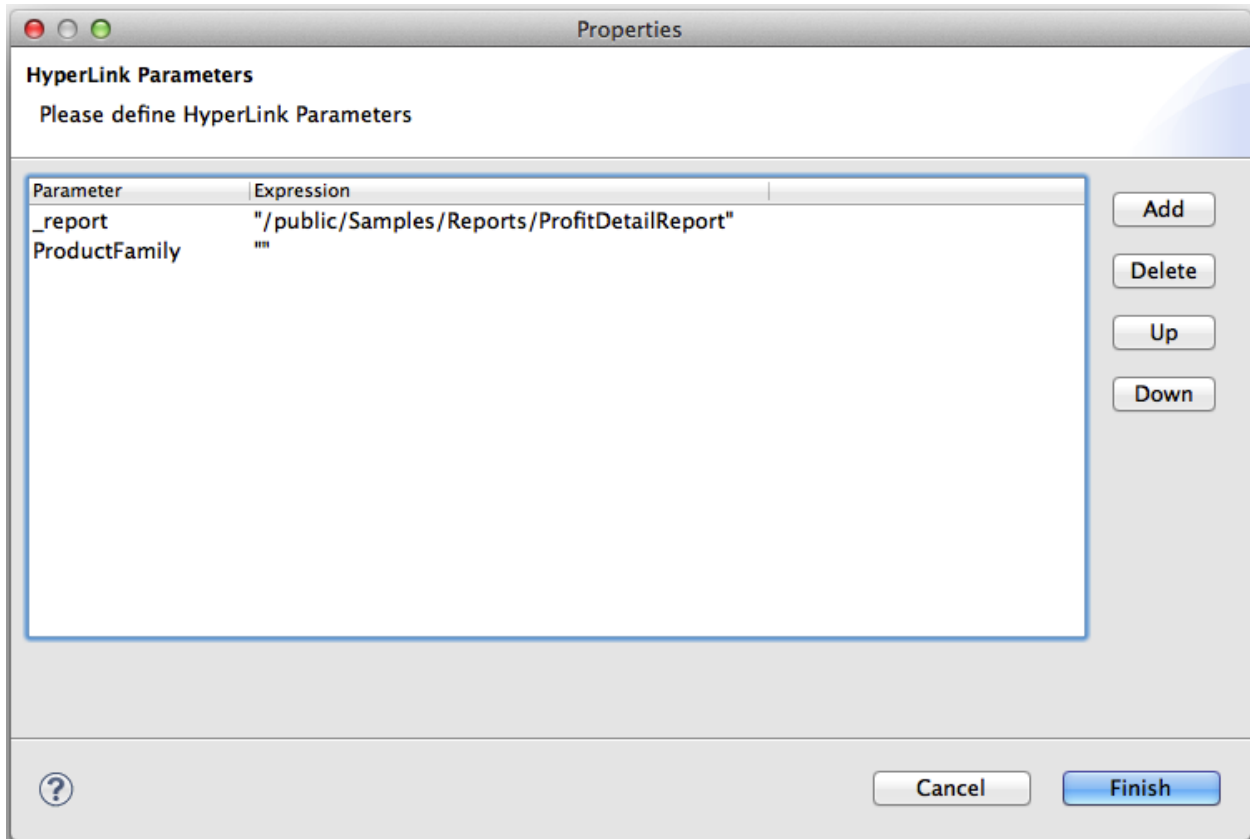 Properties
HyperLink Parameters
Please define HyperLink Parameters
Parameter Expression
_report "/public/Samples/Reports/ProfitDetailReport"
ProductFamily ""
Add
Delete
Up
Down
?
Cancel Finish